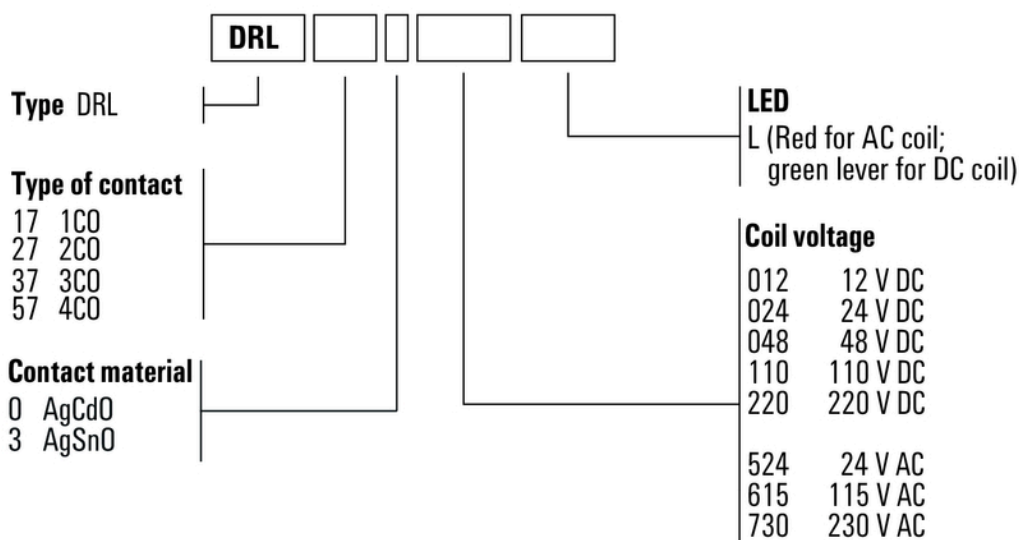 DRL
Type DRL
Type of contact
17 1CO
27 2CO
37 3CO
57 4CO
Contact material
0 AgCdO
3 AgSnO
LED
L (Red for AC coil;
green lever for DC coil)
Coil voltage
012 12 V DC
024 24 V DC
048 48 V DC
110 110 V DC
220 220 V DC
524 24 V AC
615 115 V AC
730 230 V AC